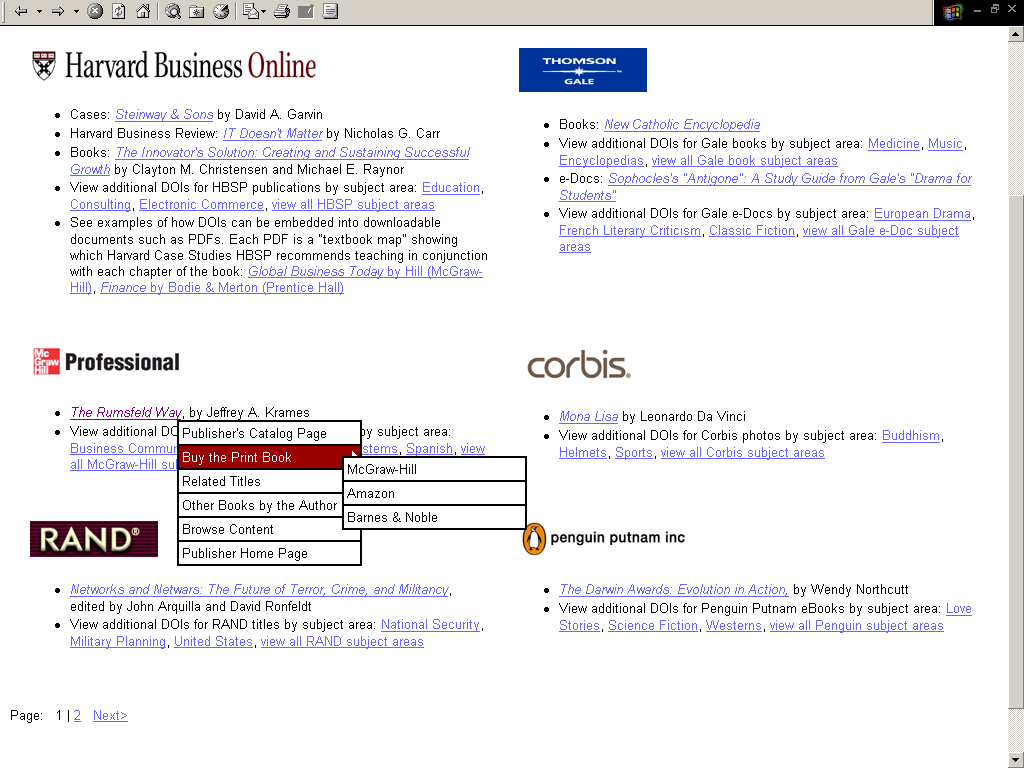 Harvard Business Online
Cases: Steinway & Sons by David A. Garvin
Harvard Business Review: IT Doesn't Matter by Nicholas G. Carr
Books: The Innovator's Solution: Creating and Sustaining Successful
Growth by Clayton M. Christensen and Michael E. Raynor
View additional DOIs for HBSP publications by subject area: Education,
Consulting, Electronic Commerce, view all HBSP subject areas
See examples of how DOIs can be embedded into downloadable
documents such as PDFs. Each PDF is a "textbook map" showing
which Harvard Case Studies HBSP recommends teaching in conjunction
with each chapter of the book: Global Business Today by Hill (McGraw-
Hill), Finance by Bodie & Merton (Prentice Hall)
THOMSON
GALE
Books: New Catholic Encyclopedia
View additional DOIs for Gale books by subject area: Medicine, Music,
Encyclopedias, view all Gale book subject areas
e-Docs: Sophocles's "Antigone": A Study Guide from Gale's "Drama for
Students"
View additional DOIs for Gale e-Docs by subject area: European Drama,
French Literary Criticism, Classic Fiction, view all Gale e-Doc subject
areas
Mc
Graw
Hill
Professional
The Rumsfeld Way, by Jeffrey A. Krames
View additional DO by subject area:
Business Commun stems, Spanish, view
all McGraw-Hill sul
Publisher's Catalog Page
Buy the Print Book
Related Titles
Other Books by the Author
Browse Content
Publisher Home Page
McGraw-Hill
Amazon
Barnes & Noble
corbis.
Mona Lisa by Leonardo Da Vinci
View additional DOIs for Corbis photos by subject area: Buddhism,
Helmets, Sports, view all Corbis subject areas
RAND®
Networks and Netwars: The Future of Terror, Crime, and Militancy,
edited by John Arquilla and David Ronfeldt
View additional DOIs for RAND titles by subject area: National Security,
Military Planning, United States, view all RAND subject areas
penguin putnam inc
The Darwin Awards: Evolution in Action, by Wendy Northcutt
View additional DOIs for Penguin Putnam eBooks by subject area: Love
Stories, Science Fiction, Westerns, view all Penguin subject areas
Page: 1 | 2 Next>